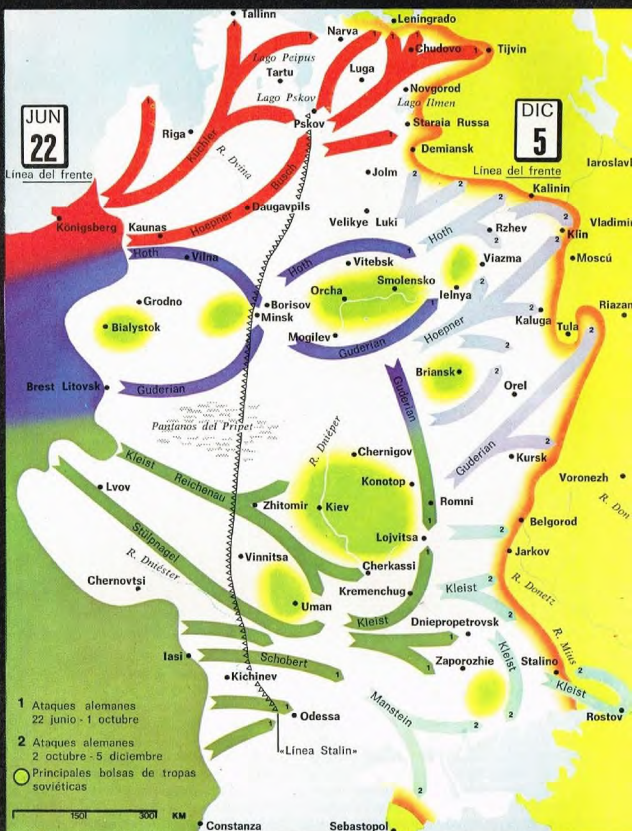 Tallinn
Leningrado
Narva
Chudovo
Tijvin
Lago Peipus
Tartu
Luga
Novgorod
Lago Pskov
Lago Ilmen
Pskov
JUN
22
Línea del frente
DIC
5
Línea del frente
Riga
Küchler
R. Dvina
Staraia Russa
Demiansk
Iaroslavl
Busch
Jolm
Kalinin
Daugavpils
Velikye Luki
Vladimir
Königsberg
Kaunas
Hoepner
Hoth
Rzhev
Klin
Hoth
Vilna
Hoth
Vitebsk
Viazma
Moscú
Smolensko
Orcha
Ielnya
Grodno
Borisov
Minsk
Riazan
Bialystok
Mogilev
Hoepner
Kaluga
Tula
Guderian
Brest Litovsk
Guderian
Guderian
Briansk
Orel
Pantanos del Pripet
R. Dniéper
Chernigov
Guderian
Kursk
Kleist
Reichenau
Konotop
Voronezh
Lvov
Zhitomir
Kiev
Romni
R. Don
Stülpnagel
Lojvitsa
Belgorod
R. Dniéster
Vinnitsa
Jarkov
Chernovtsi
Cherkassi
R. Donetz
Kremenchug
Kleist
Uman
Kleist
Dniepropetrovsk
R. Mius
Iasi
Schobert
Zaporozhie
Kleist
Stalino
Kichinev
Kleist
Manstein
Rostov
Odessa
«Línea Stalin»
1 Ataques alemanes
22 junio - 1 octubre
2 Ataques alemanes
2 octubre - 5 diciembre
Principales bolsas de tropas
soviéticas
150 300 KM
Constanza
Sebastopol